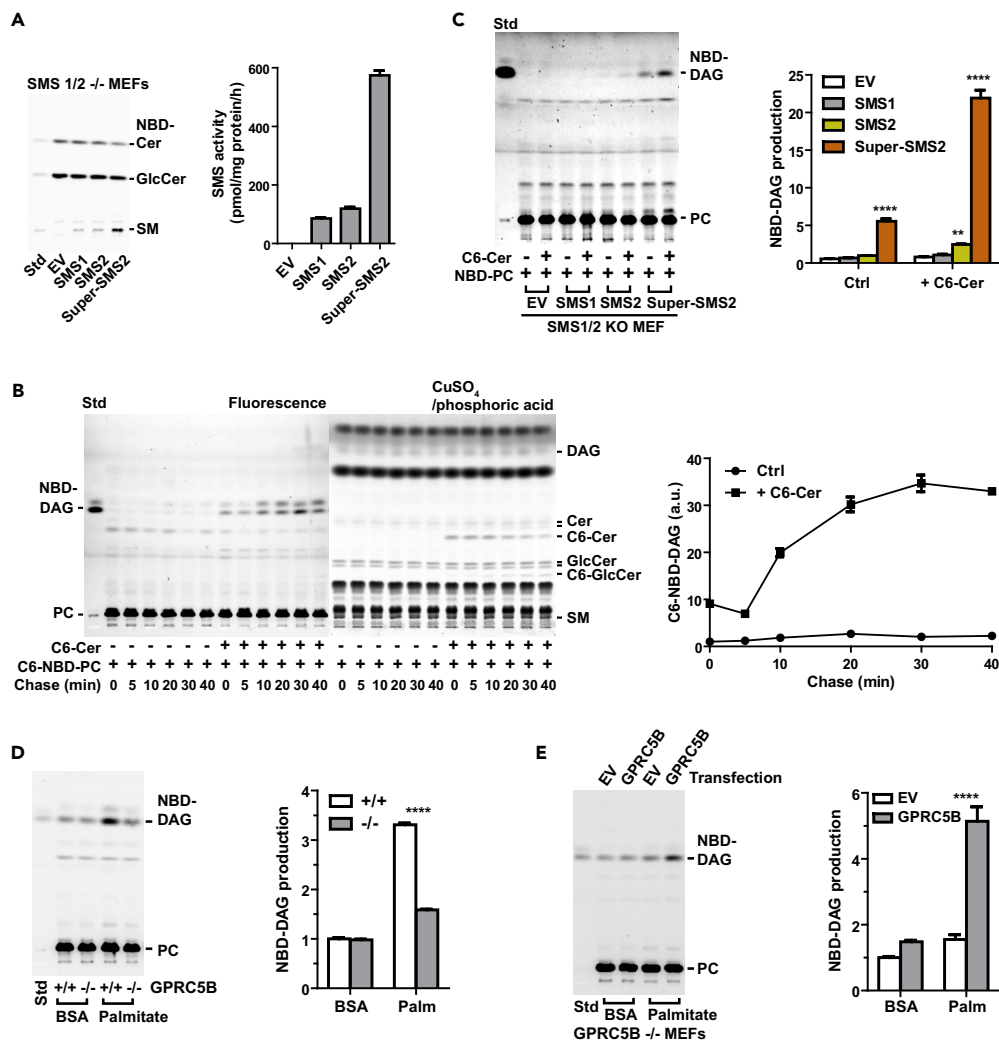 A
SMS 1/2 -/- MEFs
NBD-
Cer
GlcCer
SM
Std
EV
SMS1
SMS2
Super-SMS2
SMS activity
(pmol/mg protein/h)
600
400
200
0
EV
SMS1
SMS2
Super-SMS2
C
Std
NBD-
DAG
PC
C6-Cer - + - + - + - +
NBD-PC + + + + + + + +
EV SMS1 SMS2 Super-SMS2
SMS1/2 KO MEF
NBD-DAG production
25
20
15
10
5
0
EV
SMS1
SMS2
Super-SMS2
****
**
****
Ctrl + C6-Cer
B
Std
Fluorescence
CuSO4
/phosphoric acid
NBD-
DAG
PC
DAG
Cer
C6-Cer
GlcCer
C6-GlcCer
SM
C6-Cer - - - - - - + + + + + + - - - - - - + + + + + +
C6-NBD-PC + + + + + + + + + + + + + + + + + + + + + + + +
Chase (min) 0 5 10 20 30 40 0 5 10 20 30 40 0 5 10 20 30 40 0 5 10 20 30 40
C6-NBD-DAG (a.u.)
40
30
20
10
0
Ctrl
+ C6-Cer
0 10 20 30 40
Chase (min)
D
NBD-
DAG
PC
Std
+/+ -/- +/+ -/- GPRC5B
BSA Palmitate
NBD-DAG production
4
3
2
1
0
+/+
-/-
****
BSA Palm
E
EV
GPRC5B
EV
GPRC5B
Transfection
NBD-
DAG
PC
Std BSA Palmitate
GPRC5B -/- MEFs
NBD-DAG production
6
4
2
0
EV
GPRC5B
****
BSA Palm